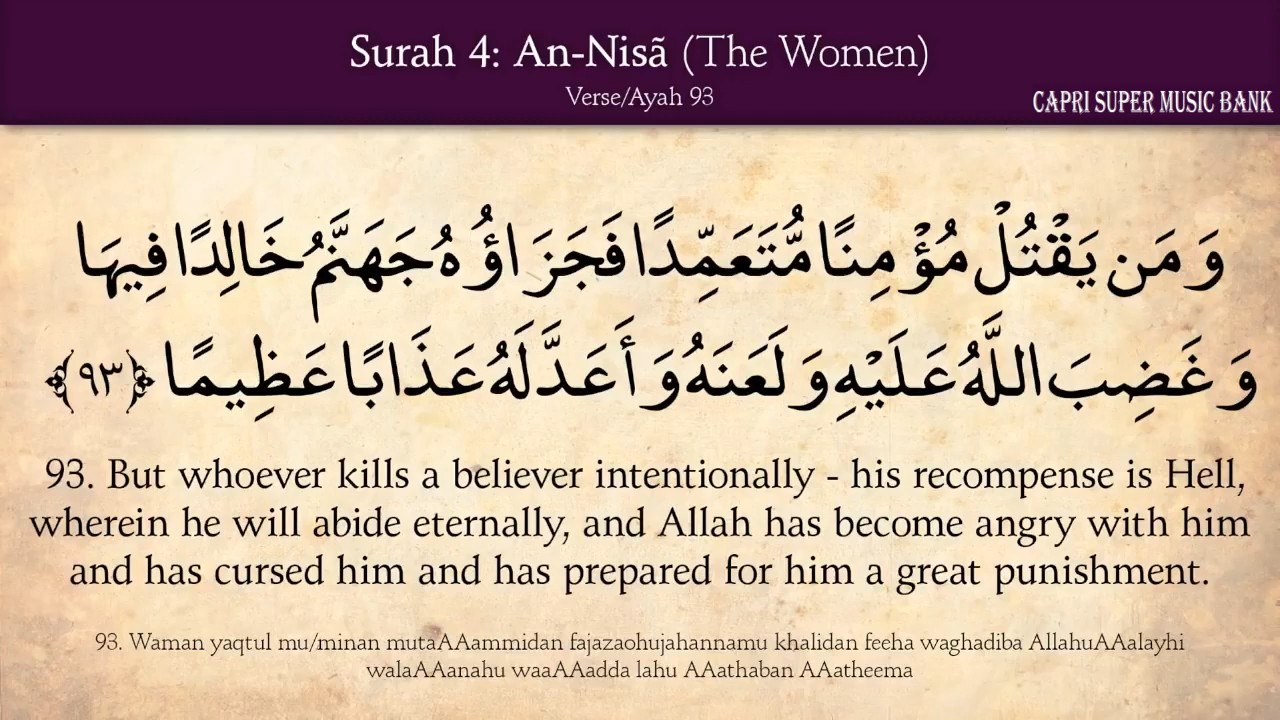 Surah 4: An-Nisã (The Women)
Verse/Ayah 93
CAPRI SUPER MUSIC BANK
وَمَن يَقْتُلْ مُؤْمِنًا مُّتَعَمِّدًا فَجَزَاؤُهُ جَهَنَّمُ خَالِدًا فِيهَا
وَغَضِبَ اللَّهُ عَلَيْهِ وَلَعَنَهُ وَأَعَدَّ لَهُ عَذَابًا عَظِيمًا ﴿٩٣﴾
93. But whoever kills a believer intentionally - his recompense is Hell,
wherein he will abide eternally, and Allah has become angry with him
and has cursed him and has prepared for him a great punishment.
93. Waman yaqtul mu/minan mutaAAammidan fajazaohujahannamu khalidan feeha waghadiba AllahuAAalayhi
walaAAanahu waaAAadda lahu AAathaban AAatheema